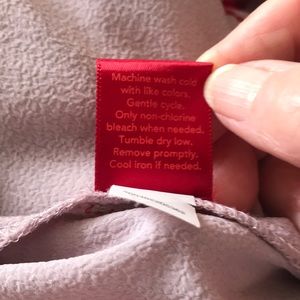 Machine wash cold
with like colors.
Gentle cycle.
Only non-chlorine
bleach when needed.
Tumble dry low.
Remove promptly.
Cool iron if needed.